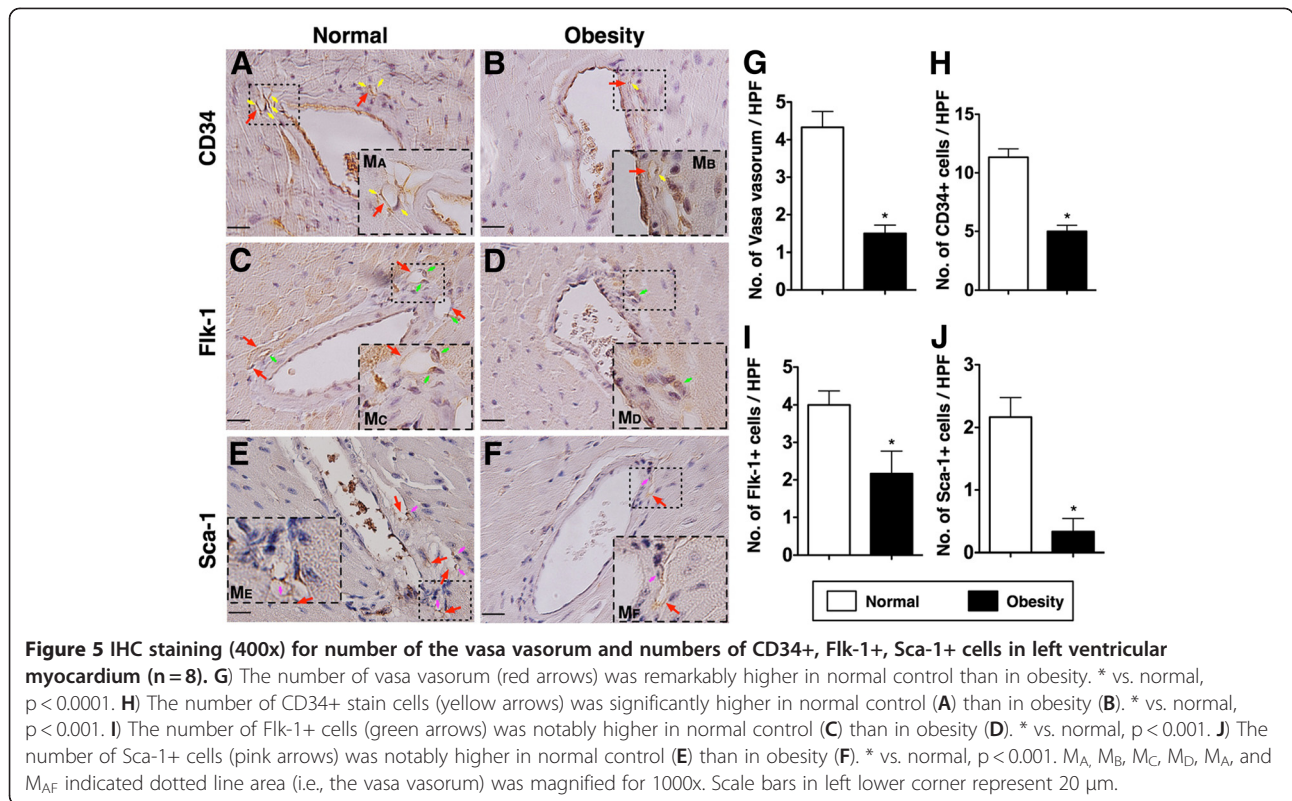 Normal
Obesity
CD34
Flk-1
Sca-1
A
MA
B
MB
C
MC
D
MD
E
ME
F
MF
G
No. of Vasa vasorum / HPF
5
4
3
2
1
0
*
H
No. of CD34+ cells / HPF
15
10
5
0
*
I
No. of Flk-1+ cells / HPF
5
4
3
2
1
0
*
J
No. of Sca-1+ cells / HPF
3
2
1
0
*
Normal
Obesity
Figure 5 IHC staining (400x) for number of the vasa vasorum and numbers of CD34+, Flk-1+, Sca-1+ cells in left ventricular
myocardium (n = 8). G) The number of vasa vasorum (red arrows) was remarkably higher in normal control than in obesity. * vs. normal,
p < 0.0001. H) The number of CD34+ stain cells (yellow arrows) was significantly higher in normal control (A) than in obesity (B). * vs. normal,
p < 0.001. I) The number of Flk-1+ cells (green arrows) was notably higher in normal control (C) than in obesity (D). * vs. normal, p < 0.001. J) The
number of Sca-1+ cells (pink arrows) was notably higher in normal control (E) than in obesity (F). * vs. normal, p < 0.001. MA, MB, MC, MD, MA, and
MAF indicated dotted line area (i.e., the vasa vasorum) was magnified for 1000x. Scale bars in left lower corner represent 20 μm.